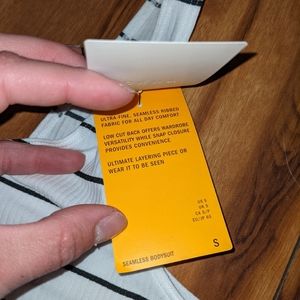 ULTRA-FINE, SEAMLESS RIBBED
FABRIC FOR ALL DAY COMFORT
LOW CUT BACK OFFERS WARDROBE
VERSATILITY WHILE SNAP CLOSURE
PROVIDES CONVENIENCE.
ULTIMATE LAYERING PIECE OR
WEAR IT TO BE SEEN
SEAMLESS BODYSUIT
S